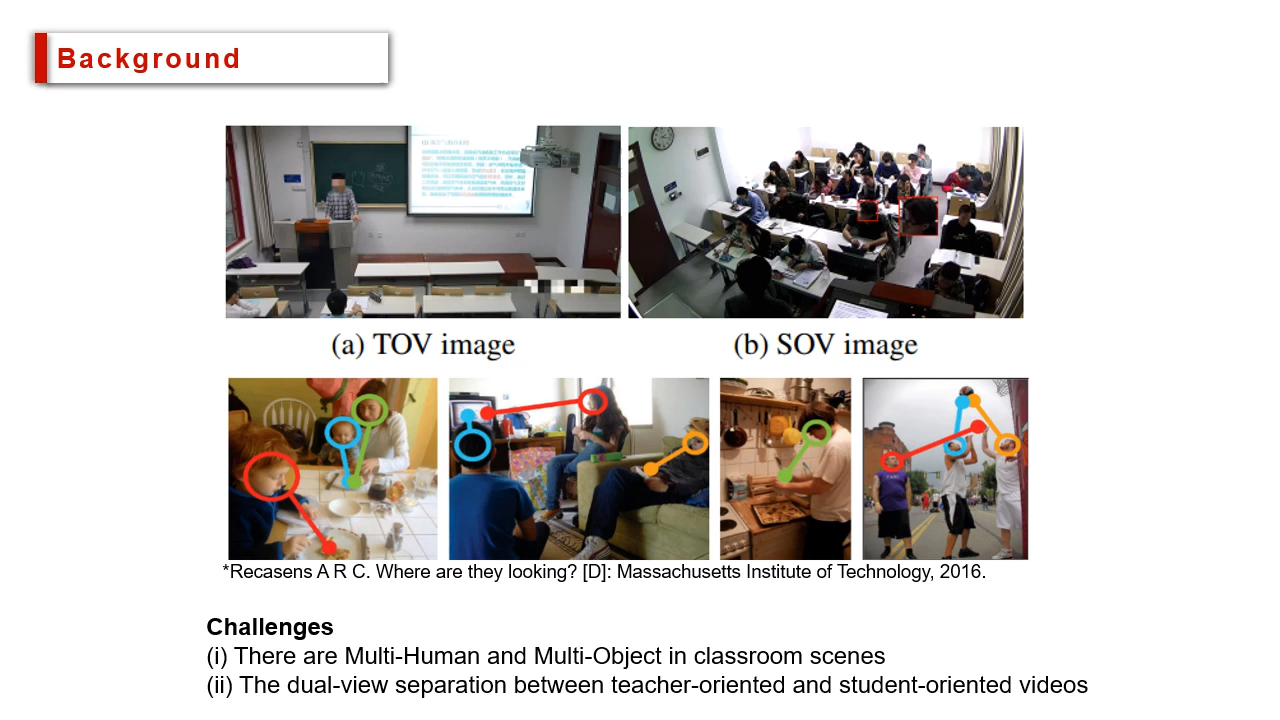 Background
(a) TOV image
(b) SOV image
*Recasens A R C. Where are they looking? [D]: Massachusetts Institute of Technology, 2016.
Challenges
(i) There are Multi-Human and Multi-Object in classroom scenes
(ii) The dual-view separation between teacher-oriented and student-oriented videos